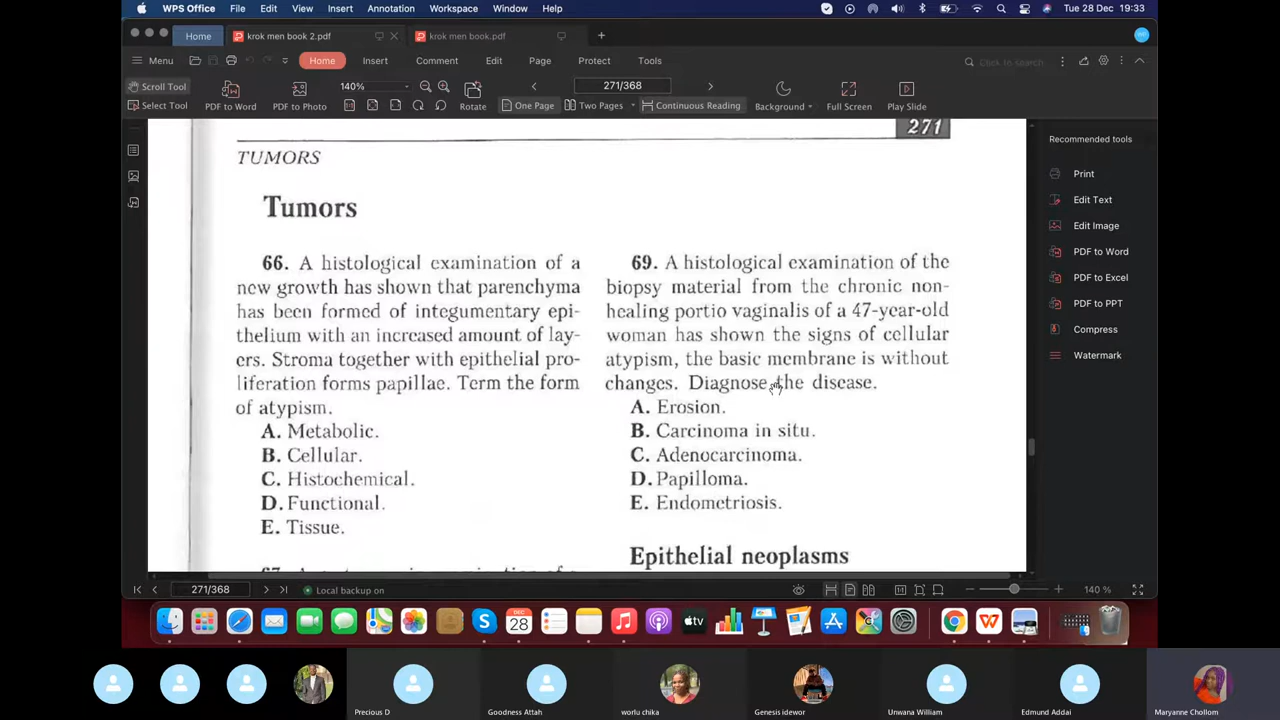 WPS Office File Edit Tools View Insert Annotation Workspace Window Help Tue 28 Dec 19:33
Home krok men book 2.pdf krok men book.pdf
Menu Home Insert Comment Edit Page Protect Tools Click to search
Scroll Tool 140% 271/368
Select Tool PDF to Word PDF to Photo Rotate One Page Two Pages Continuous Reading Background Full Screen Play Slide
271
TUMORS
Tumors
66. A histological examination of a
new growth has shown that parenchyma
has been formed of integumentary epi-
thelium with an increased amount of lay-
ers. Stroma together with epithelial pro-
liferation forms papillae. Term the form
of atypism.
A. Metabolic.
B. Cellular.
C. Histochemical.
D. Functional.
E. Tissue.
69. A histological examination of the
biopsy material from the chronic non-
healing portio vaginalis of a 47-year-old
woman has shown the signs of cellular
atypism, the basic membrane is without
changes. Diagnose the disease.
A. Erosion.
B. Carcinoma in situ.
C. Adenocarcinoma.
D. Papilloma.
E. Endometriosis.
Epithelial neoplasms
Recommended tools
Print
Edit Text
Edit Image
PDF to Word
PDF to Excel
PDF to PPT
Compress
Watermark
271/368 Local backup on 140 %
DEC
28
tv
Precious D
Goodness Attah
worlu chika
Genesis idewor
Unwana William
Edmund Addai
Maryanne Chollom